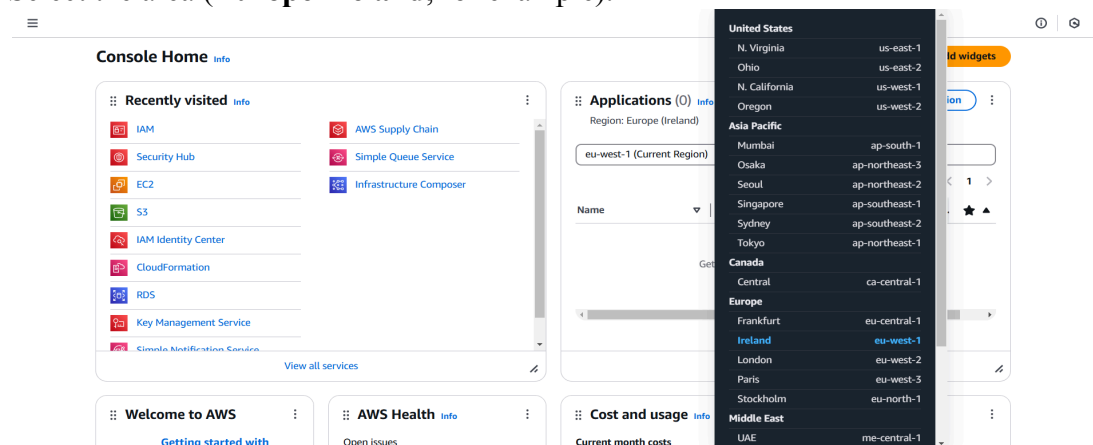 Console Home Info
Recently visited Info
IAM
Security Hub
EC2
S3
IAM Identity Center
CloudFormation
RDS
Key Management Service
Simple Notification Service
AWS Supply Chain
Simple Queue Service
Infrastructure Composer
View all services
Applications (0) Info
Region: Europe (Ireland)
eu-west-1 (Current Region)
1
Name
United States
N. Virginia us-east-1
Ohio us-east-2
N. California us-west-1
Oregon us-west-2
Asia Pacific
Mumbai ap-south-1
Osaka ap-northeast-3
Seoul ap-northeast-2
Singapore ap-southeast-1
Sydney ap-southeast-2
Tokyo ap-northeast-1
Canada
Central ca-central-1
Europe
Frankfurt eu-central-1
Ireland eu-west-1
London eu-west-2
Paris eu-west-3
Stockholm eu-north-1
Middle East
UAE me-central-1
widgets
Welcome to AWS
Getting started with
AWS Health Info
Open issues
Cost and usage Info
Current month costs